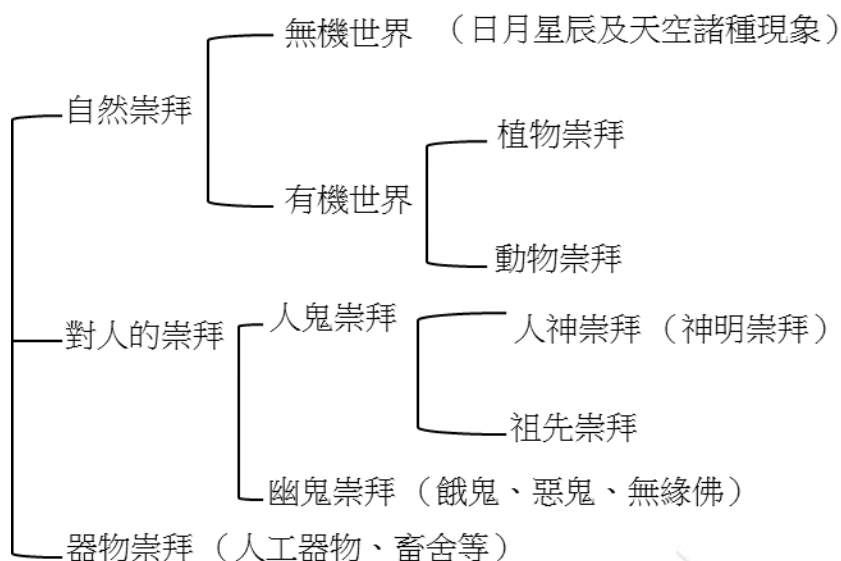 無機世界 （日月星辰及天空諸種現象）
自然崇拜
植物崇拜
有機世界
動物崇拜
對人的崇拜
人鬼崇拜
人神崇拜（神明崇拜）
祖先崇拜
幽鬼崇拜（餓鬼、惡鬼、無緣佛）
器物崇拜（人工器物、畜舍等）